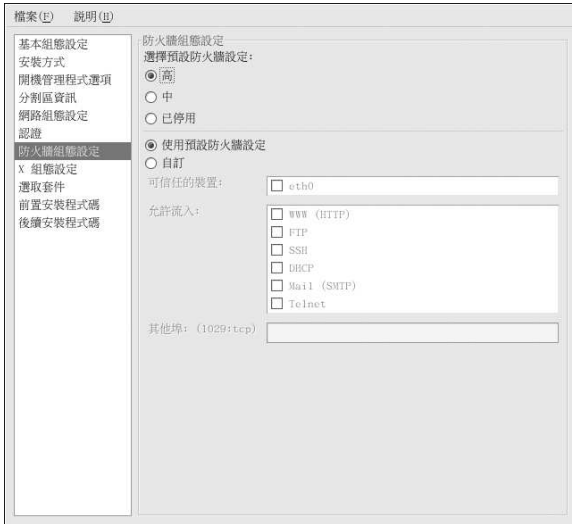 檔案(F) 說明(H)
基本組態設定
安裝方式
開機管理程式選項
分割區資訊
網路組態設定
認證
防火牆組態設定
X 組態設定
選取套件
前置安裝程式碼
後續安裝程式碼
防火牆組態設定
選擇預設防火牆設定:
高
中
已停用
使用預設防火牆設定
自訂
可信任的裝置:
eth0
允許流入:
WWW (HTTP)
FTP
SSH
DHCP
Mail (SMTP)
Telnet
其他埠: (1029:tcp)